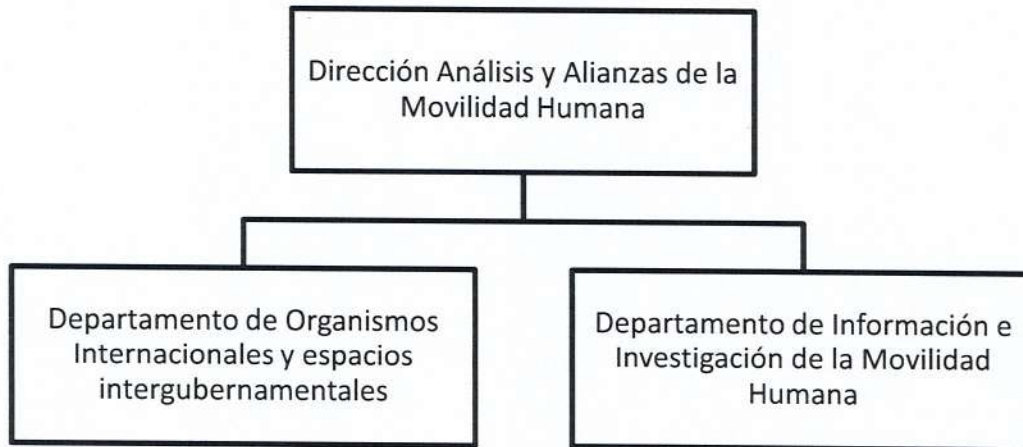 Dirección Análisis y Alianzas de la
Movilidad Humana
Departamento de Organismos
Internacionales y espacios
intergubernamentales
Departamento de Información e
Investigación de la Movilidad
Humana